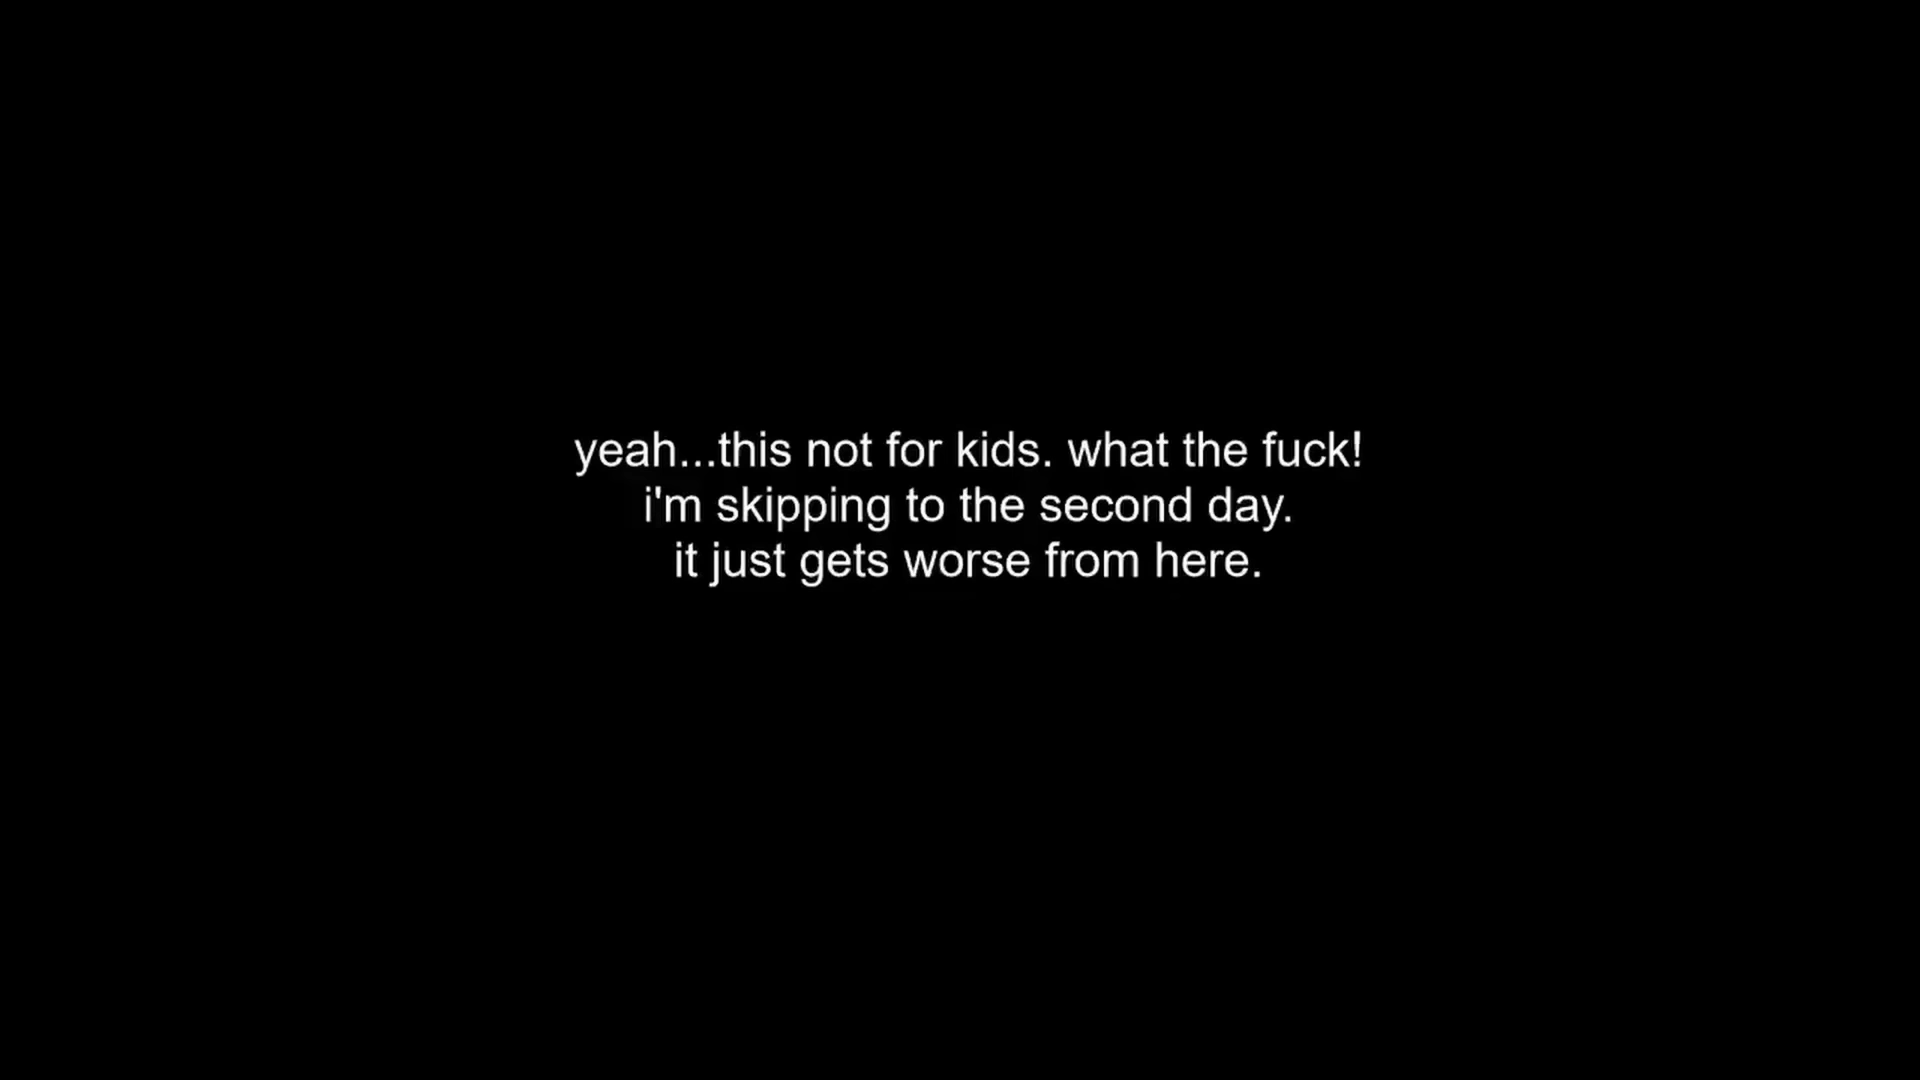 yeah...this not for kids. what the fuck!
i'm skipping to the second day.
it just gets worse from here.